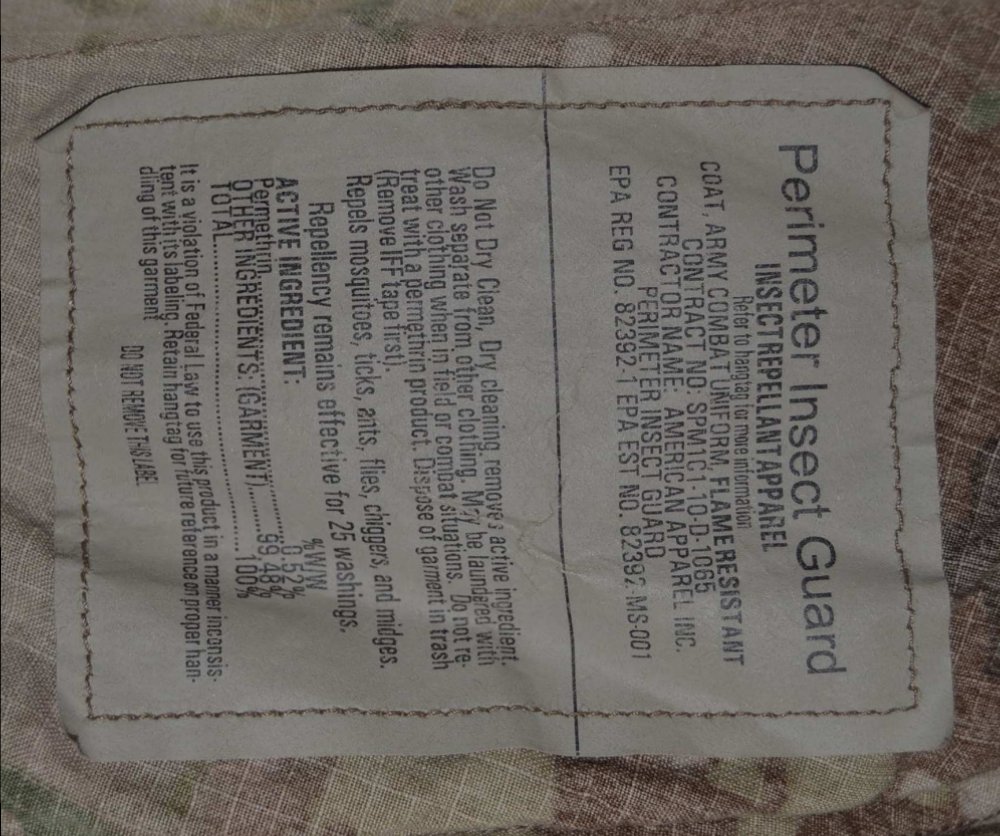 Perimeter Insect Guard
INSECT REPELLANT APPAREL
Refer to hangtag for more information
COAT, ARMY COMBAT UNIFORM, FLAME RESISTANT
CONTRACT NO: SPM1C1-10-D-1065
CONTRACTOR NAME: AMERICAN APPAREL INC.
PERIMETER INSECT GUARD
EPA REG NO. 82392-1 EPA EST NO. 82392-MS-001
Do Not Dry Clean, Dry cleaning removes active ingredient.
Wash separate from other clothing. May be laundered with
other clothing when in field or combat situations. Do not re-
treat with a permethrin product. Dispose of garment in trash
(Remove IFF tape first).
Repels mosquitoes, ticks, ants, flies, chiggers, and midges.
Repellency remains effective for 25 washings.
ACTIVE INGREDIENT: %WW
Permethrin..........0.52%
OTHER INGREDIENTS: (GARMENT)......99.48%
TOTAL..........100%
It is a violation of Federal Law to use this product in a manner inconsis-
tent with its labeling. Retain hangtag for future reference on proper han-
dling of this garment
DO NOT REMOVE THIS LABEL